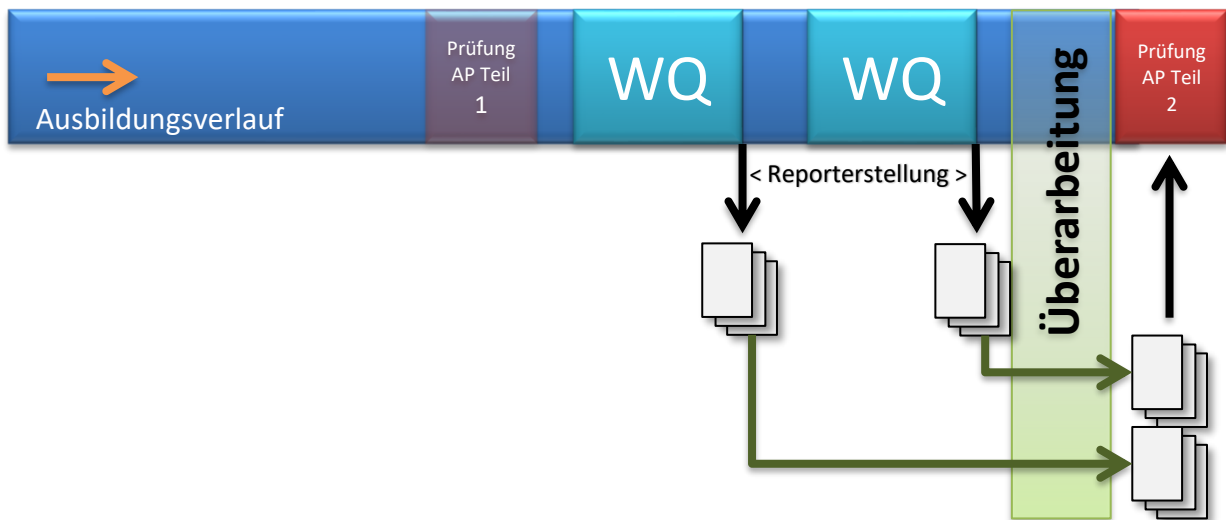 Ausbildungsverlauf
Prüfung
AP Teil
1
WQ
WQ
Überarbeitung
Prüfung
AP Teil
2
< Reporterstellung >